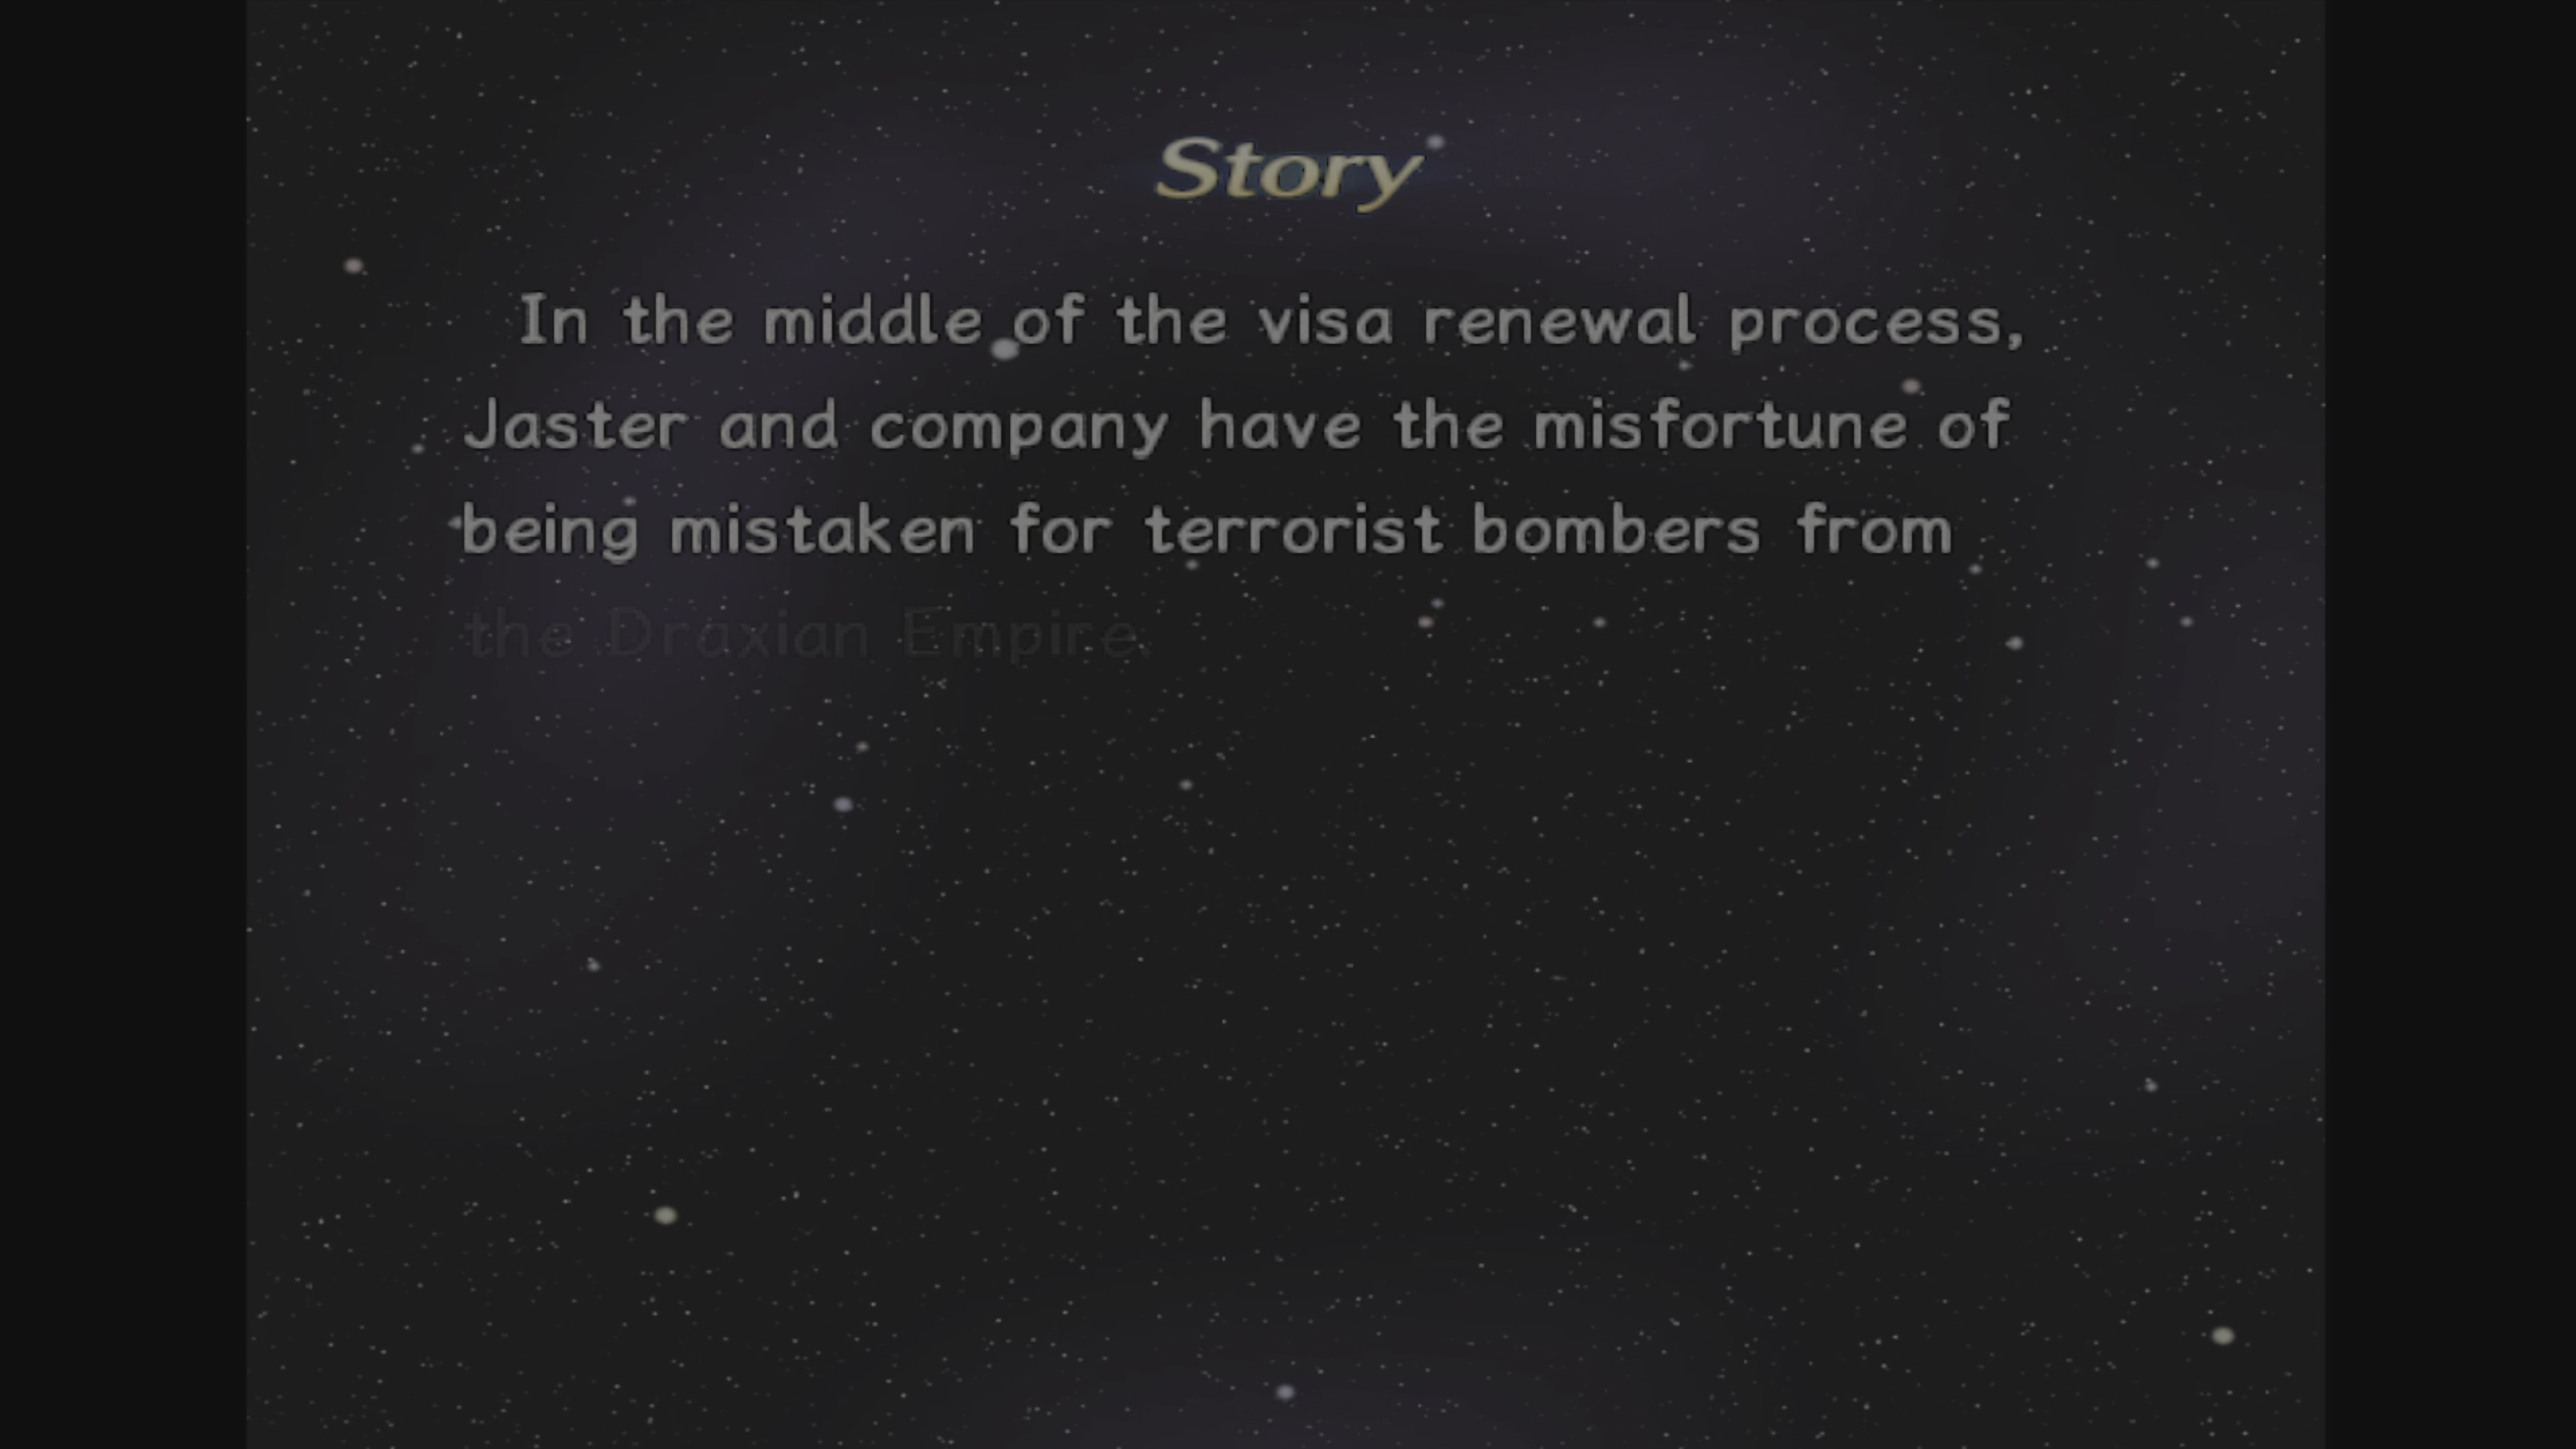 Story
In the middle of the visa renewal process,
Jaster and company have the misfortune of
being mistaken for terrorist bombers from
the Draxian Empire.